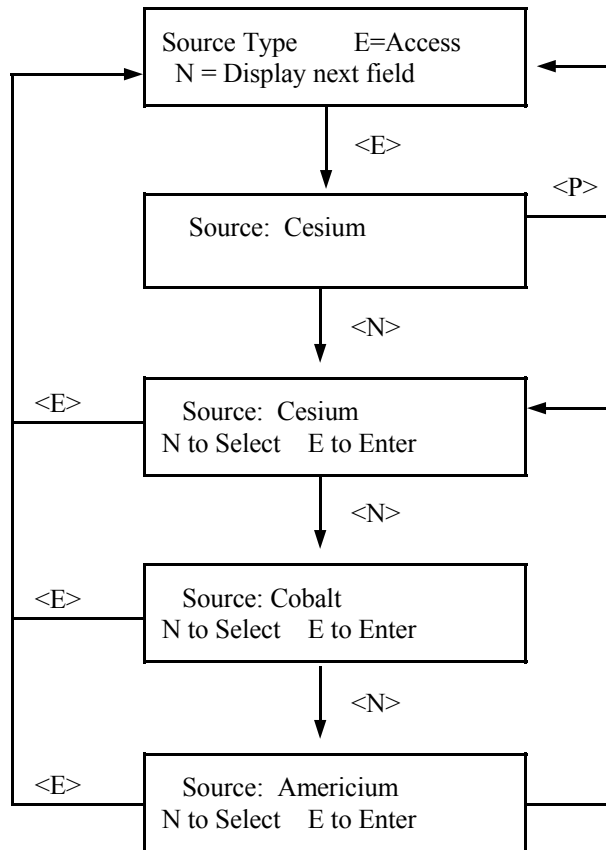 Source Type E=Access
N = Display next field
<E>
<P>
Source: Cesium
<N>
<E>
Source: Cesium
N to Select E to Enter
<N>
<E>
Source: Cobalt
N to Select E to Enter
<N>
<E>
Source: Americium
N to Select E to Enter